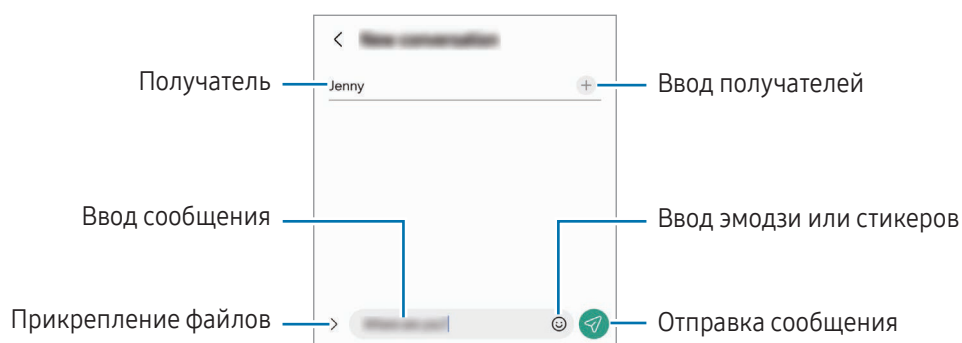 Получатель
Jenny
Ввод получателей
Ввод сообщения
Ввод эмодзи или стикеров
Прикрепление файлов
Отправка сообщения